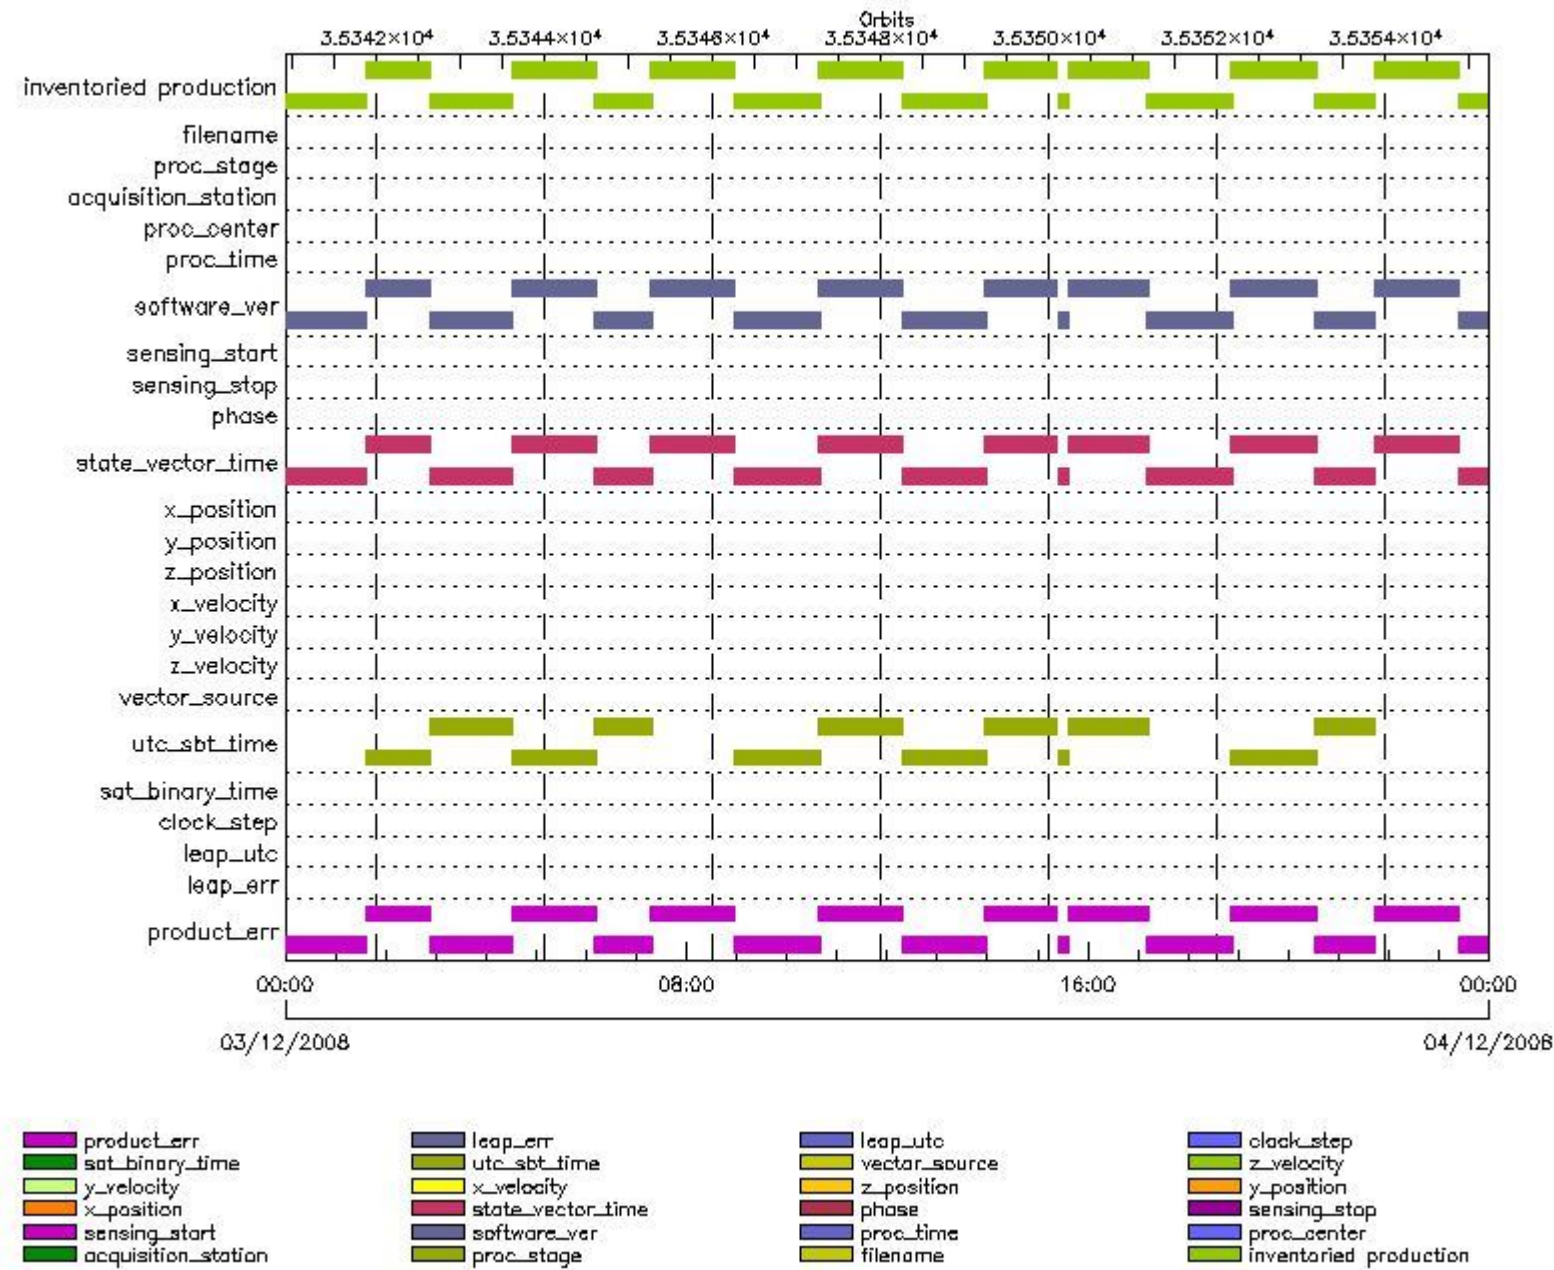 Orbits
3.5342×10⁴ 3.5344×10⁴ 3.5346×10⁴ 3.5348×10⁴ 3.5350×10⁴ 3.5352×10⁴ 3.5354×10⁴
inventoried production
filename
proc_stage
acquisition_station
proc_center
proc_time
software_ver
sensing_start
sensing_stop
phase
state_vector_time
x_position
y_position
z_position
x_velocity
y_velocity
z_velocity
vector_source
utc_sbt_time
sat_binary_time
clock_step
leap_utc
leap_err
product_err
00:00 08:00 16:00 00:00
03/12/2008 04/12/2008
product_err leap_err leap_utc clock_step
sat_binary_time utc_sbt_time vector_source z_velocity
y_velocity x_velocity z_position y_position
x_position state_vector_time phase sensing_stop
sensing_start software_ver proc_time proc_center
acquisition_station proc_stage filename inventoried production